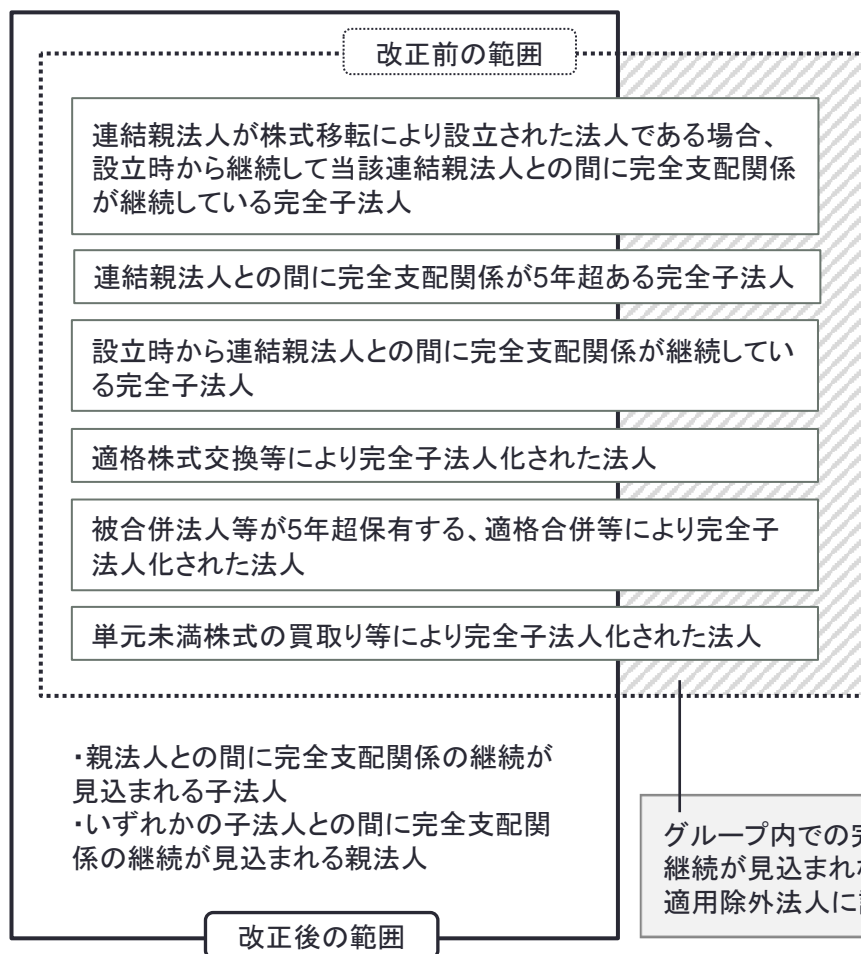 改正前の範囲
連結親法人が株式移転により設立された法人である場合、
設立時から継続して当該連結親法人との間に完全支配関係
が継続している完全子法人
連結親法人との間に完全支配関係が5年超ある完全子法人
設立時から連結親法人との間に完全支配関係が継続してい
る完全子法人
適格株式交換等により完全子法人化された法人
被合併法人等が5年超保有する、適格合併等により完全子
法人化された法人
単元未満株式の買取り等により完全子法人化された法人
・親法人との間に完全支配関係の継続が
見込まれる子法人
・いずれかの子法人との間に完全支配関
係の継続が見込まれる親法人
グループ内での
継続が見込まれ
適用除外法人に
改正後の範囲